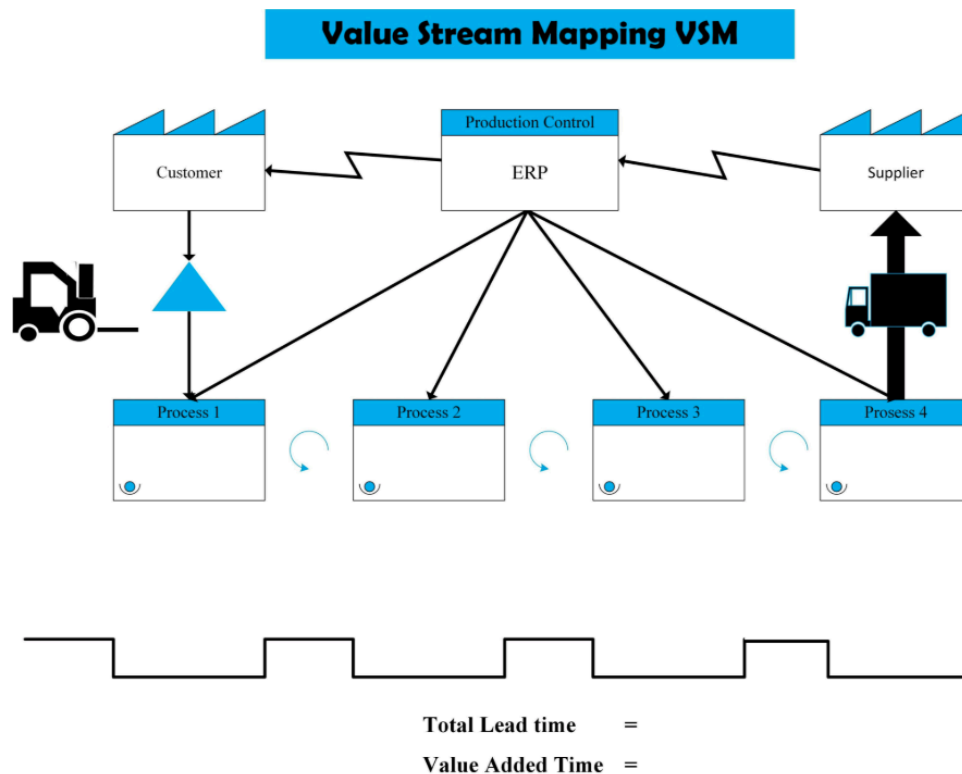 Value Stream Mapping VSM
Customer
Production Control
ERP
Supplier
Process 1
Process 2
Process 3
Prosess 4
Total Lead time =
Value Added Time =